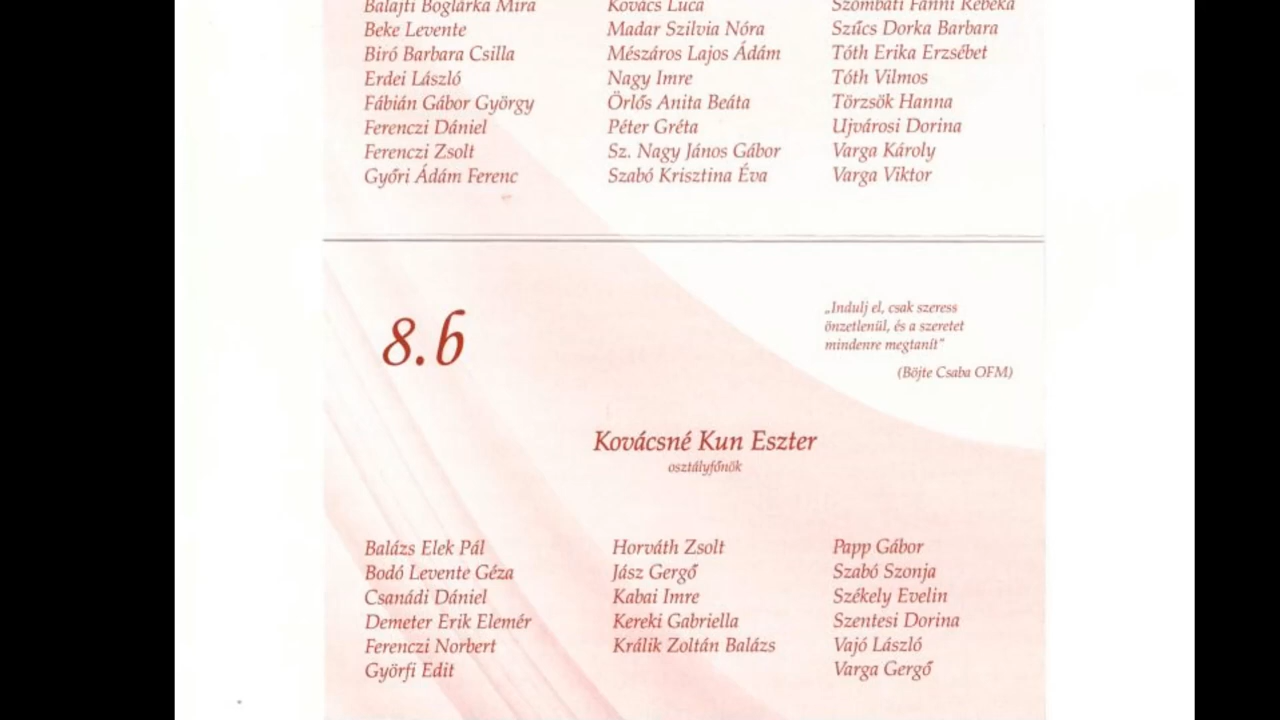 Balajti Boglárka Mira
Beke Levente
Biró Barbara Csilla
Erdei László
Fábián Gábor György
Ferenczi Dániel
Ferenczi Zsolt
Győri Ádám Ferenc
Kovács Luca
Madar Szilvia Nóra
Mészáros Lajos Ádám
Nagy Imre
Örlős Anita Beáta
Péter Gréta
Sz. Nagy János Gábor
Szabó Krisztina Éva
Szombati Fanni Rebeka
Szűcs Dorka Barbara
Tóth Erika Erzsébet
Tóth Vilmos
Törzsök Hanna
Ujvárosi Dorina
Varga Károly
Varga Viktor
8.b
„Indulj el, csak szeress
önzetlenül, és a szeretet
mindenre megtanít”
(Böjte Csaba OFM)
Kovácsné Kun Eszter
osztályfőnök
Balázs Elek Pál
Bodó Levente Géza
Csanádi Dániel
Demeter Erik Elemér
Ferenczi Norbert
Györfi Edit
Horváth Zsolt
Jász Gergő
Kabai Imre
Kereki Gabriella
Králik Zoltán Balázs
Papp Gábor
Szabó Szonja
Székely Evelin
Szentesi Dorina
Vajó László
Varga Gergő